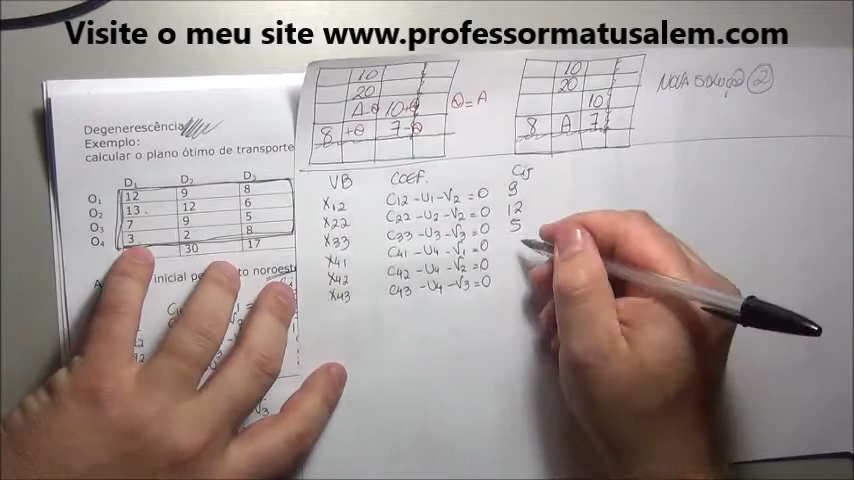 Visite o meu site www.professormatusalem.com
Degenerescência
Exemplo:
calcular o plano ótimo de transporte
D1 D2 D3
O1 12 9 8
O2 13 12 6
O3 7 9 5
O4 3 2 8
30 17
inicial pelo noroeste
10
20
A-θ 10+θ
8 +θ 7-θ
θ = A
10
20
10
8 A 7
NOVA SOLUÇÃO 2
VB COEF. Cij
X12 C12 - U1 - V2 = 0 9
X22 C22 - U2 - V2 = 0 12
X33 C33 - U3 - V3 = 0 5
X41 C41 - U4 - V1 = 0
X42 C42 - U4 - V2 = 0
X43 C43 - U4 - V3 = 0